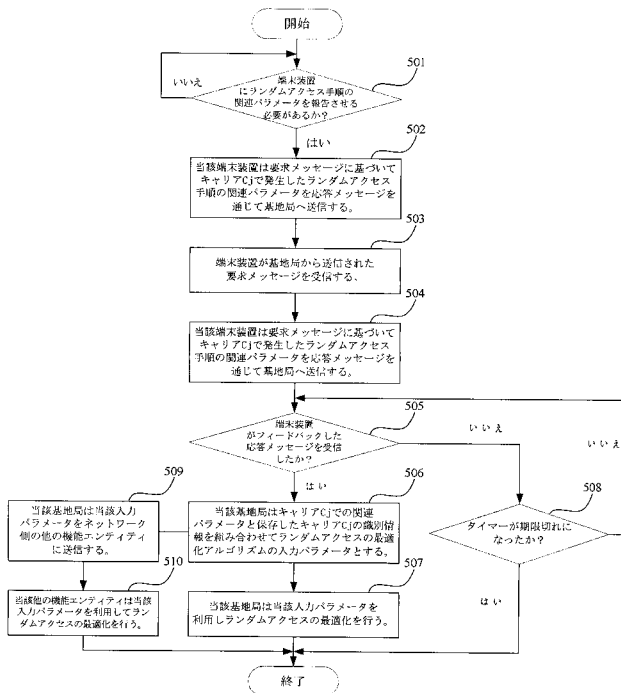 開始
501
端末装置
にランダムアクセス手順の
関連パラメータを報告させる
必要があるか?
いいえ
はい
502
当該端末装置は要求メッセージに基づいて
キャリアCjで発生したランダムアクセス
手順の関連パラメータを応答メッセージを
通じて基地局へ送信する。
503
端末装置が基地局から送信された
要求メッセージを受信する、
504
当該端末装置は要求メッセージに基づいて
キャリアCjで発生したランダムアクセス
手順の関連パラメータを応答メッセージを
通じて基地局へ送信する。
505
端末装置
がフィードバックした
応答メッセージを受信
したか?
いいえ
いいえ
はい
506
当該基地局はキャリアCjでの関連
パラメータと保存したキャリアCjの識別情
報を組み合わせてランダムアクセスの最適
化アルゴリズムの入力パラメータとする。
508
タイマーが期限切れに
なったか?
はい
509
当該基地局は当該入力
パラメータをネットワーク
側の他の機能エンティティ
に送信する。
507
当該基地局は当該入力パラメータを
利用しランダムアクセスの最適化を行う。
510
当該他の機能エンティティは当該
入力パラメータを利用してラン
ダムアクセスの最適化を行う。
終了